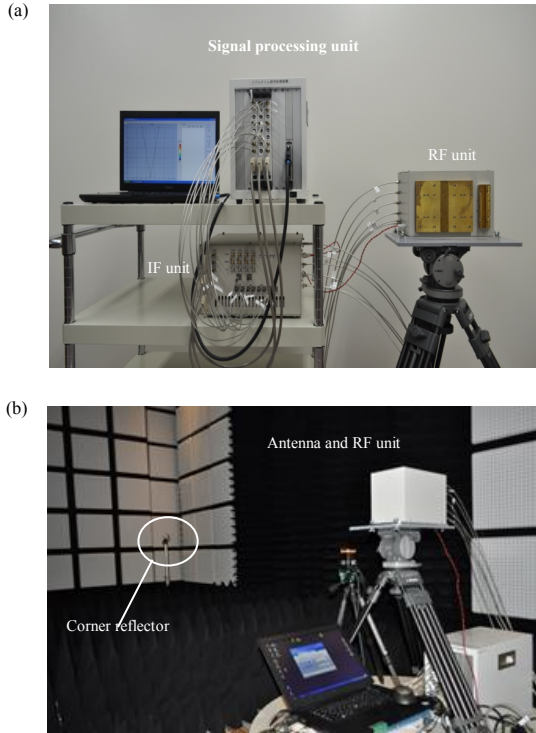 (a)
Signal processing unit
RF unit
IF unit
(b)
Antenna and RF unit
Corner reflector